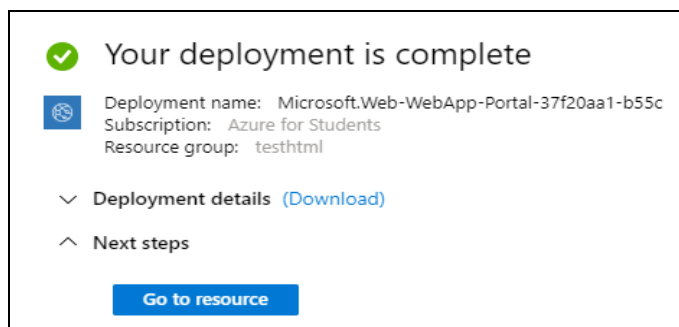 Your deployment is complete
Deployment name: Microsoft.Web-WebApp-Portal-37f20aa1-b55c
Subscription: Azure for Students
Resource group: testhtml
Deployment details (Download)
Next steps
Go to resource